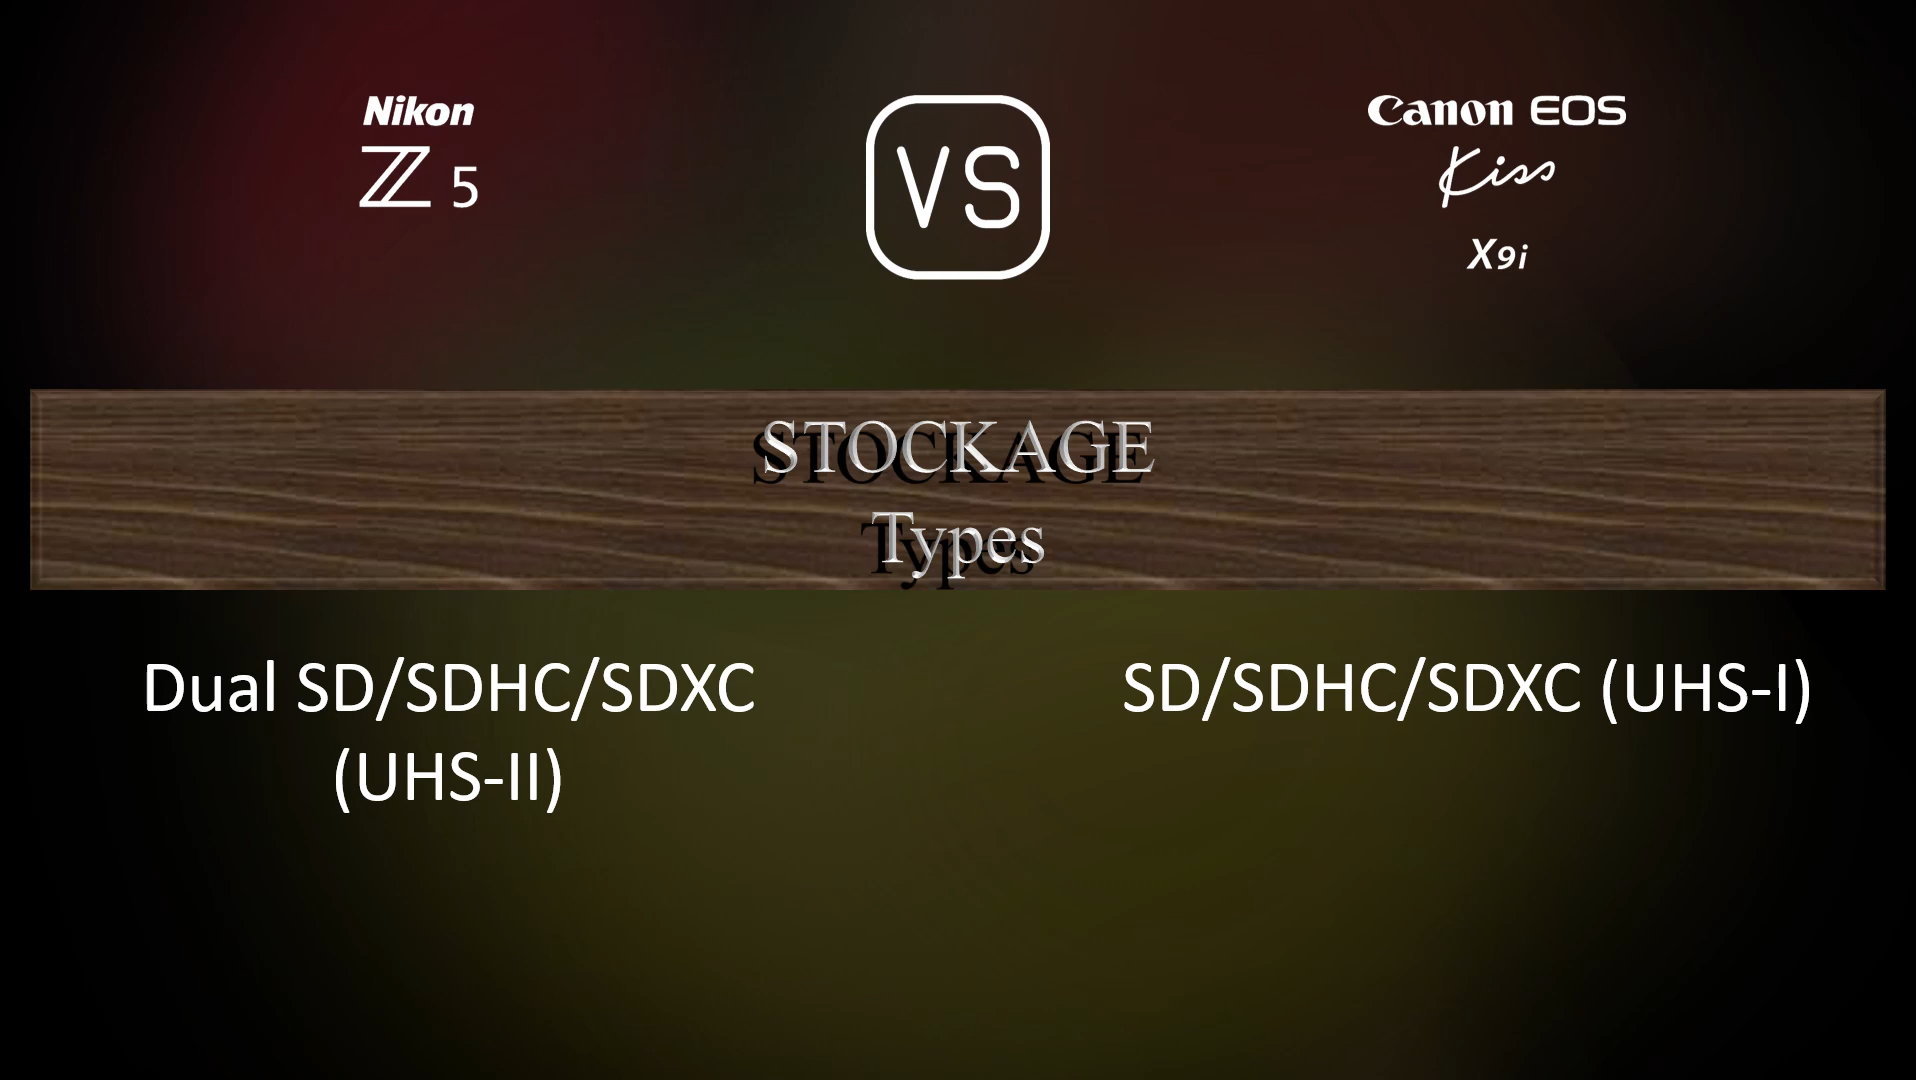 Nikon
Z 5
VS
Canon EOS
Kiss
X9i
STOCKAGE
Types
Dual SD/SDHC/SDXC
(UHS-II)
SD/SDHC/SDXC (UHS-I)